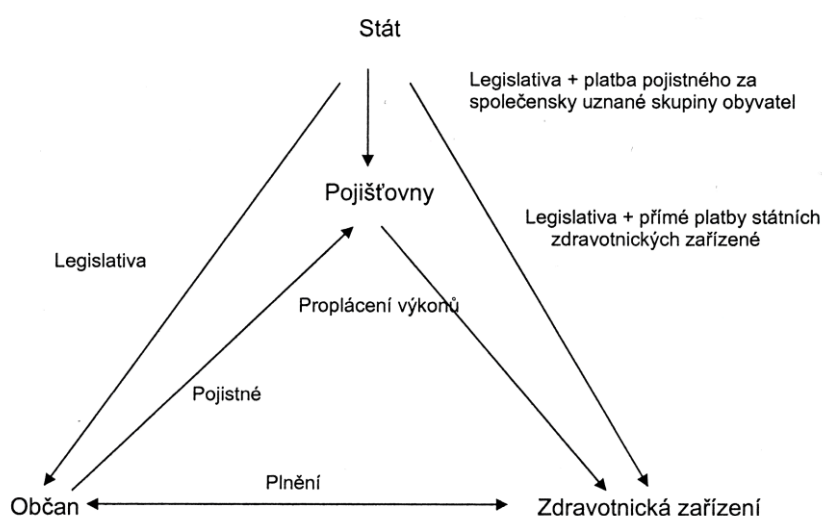 Stát
Legislativa + platba pojistného za
společensky uznané skupiny obyvatel
Pojišťovny
Legislativa + přímé platby státních
zdravotnických zařízené
Legislativa
Proplácení výkonů
Pojistné
Plnění
Občan
Zdravotnická zařízení